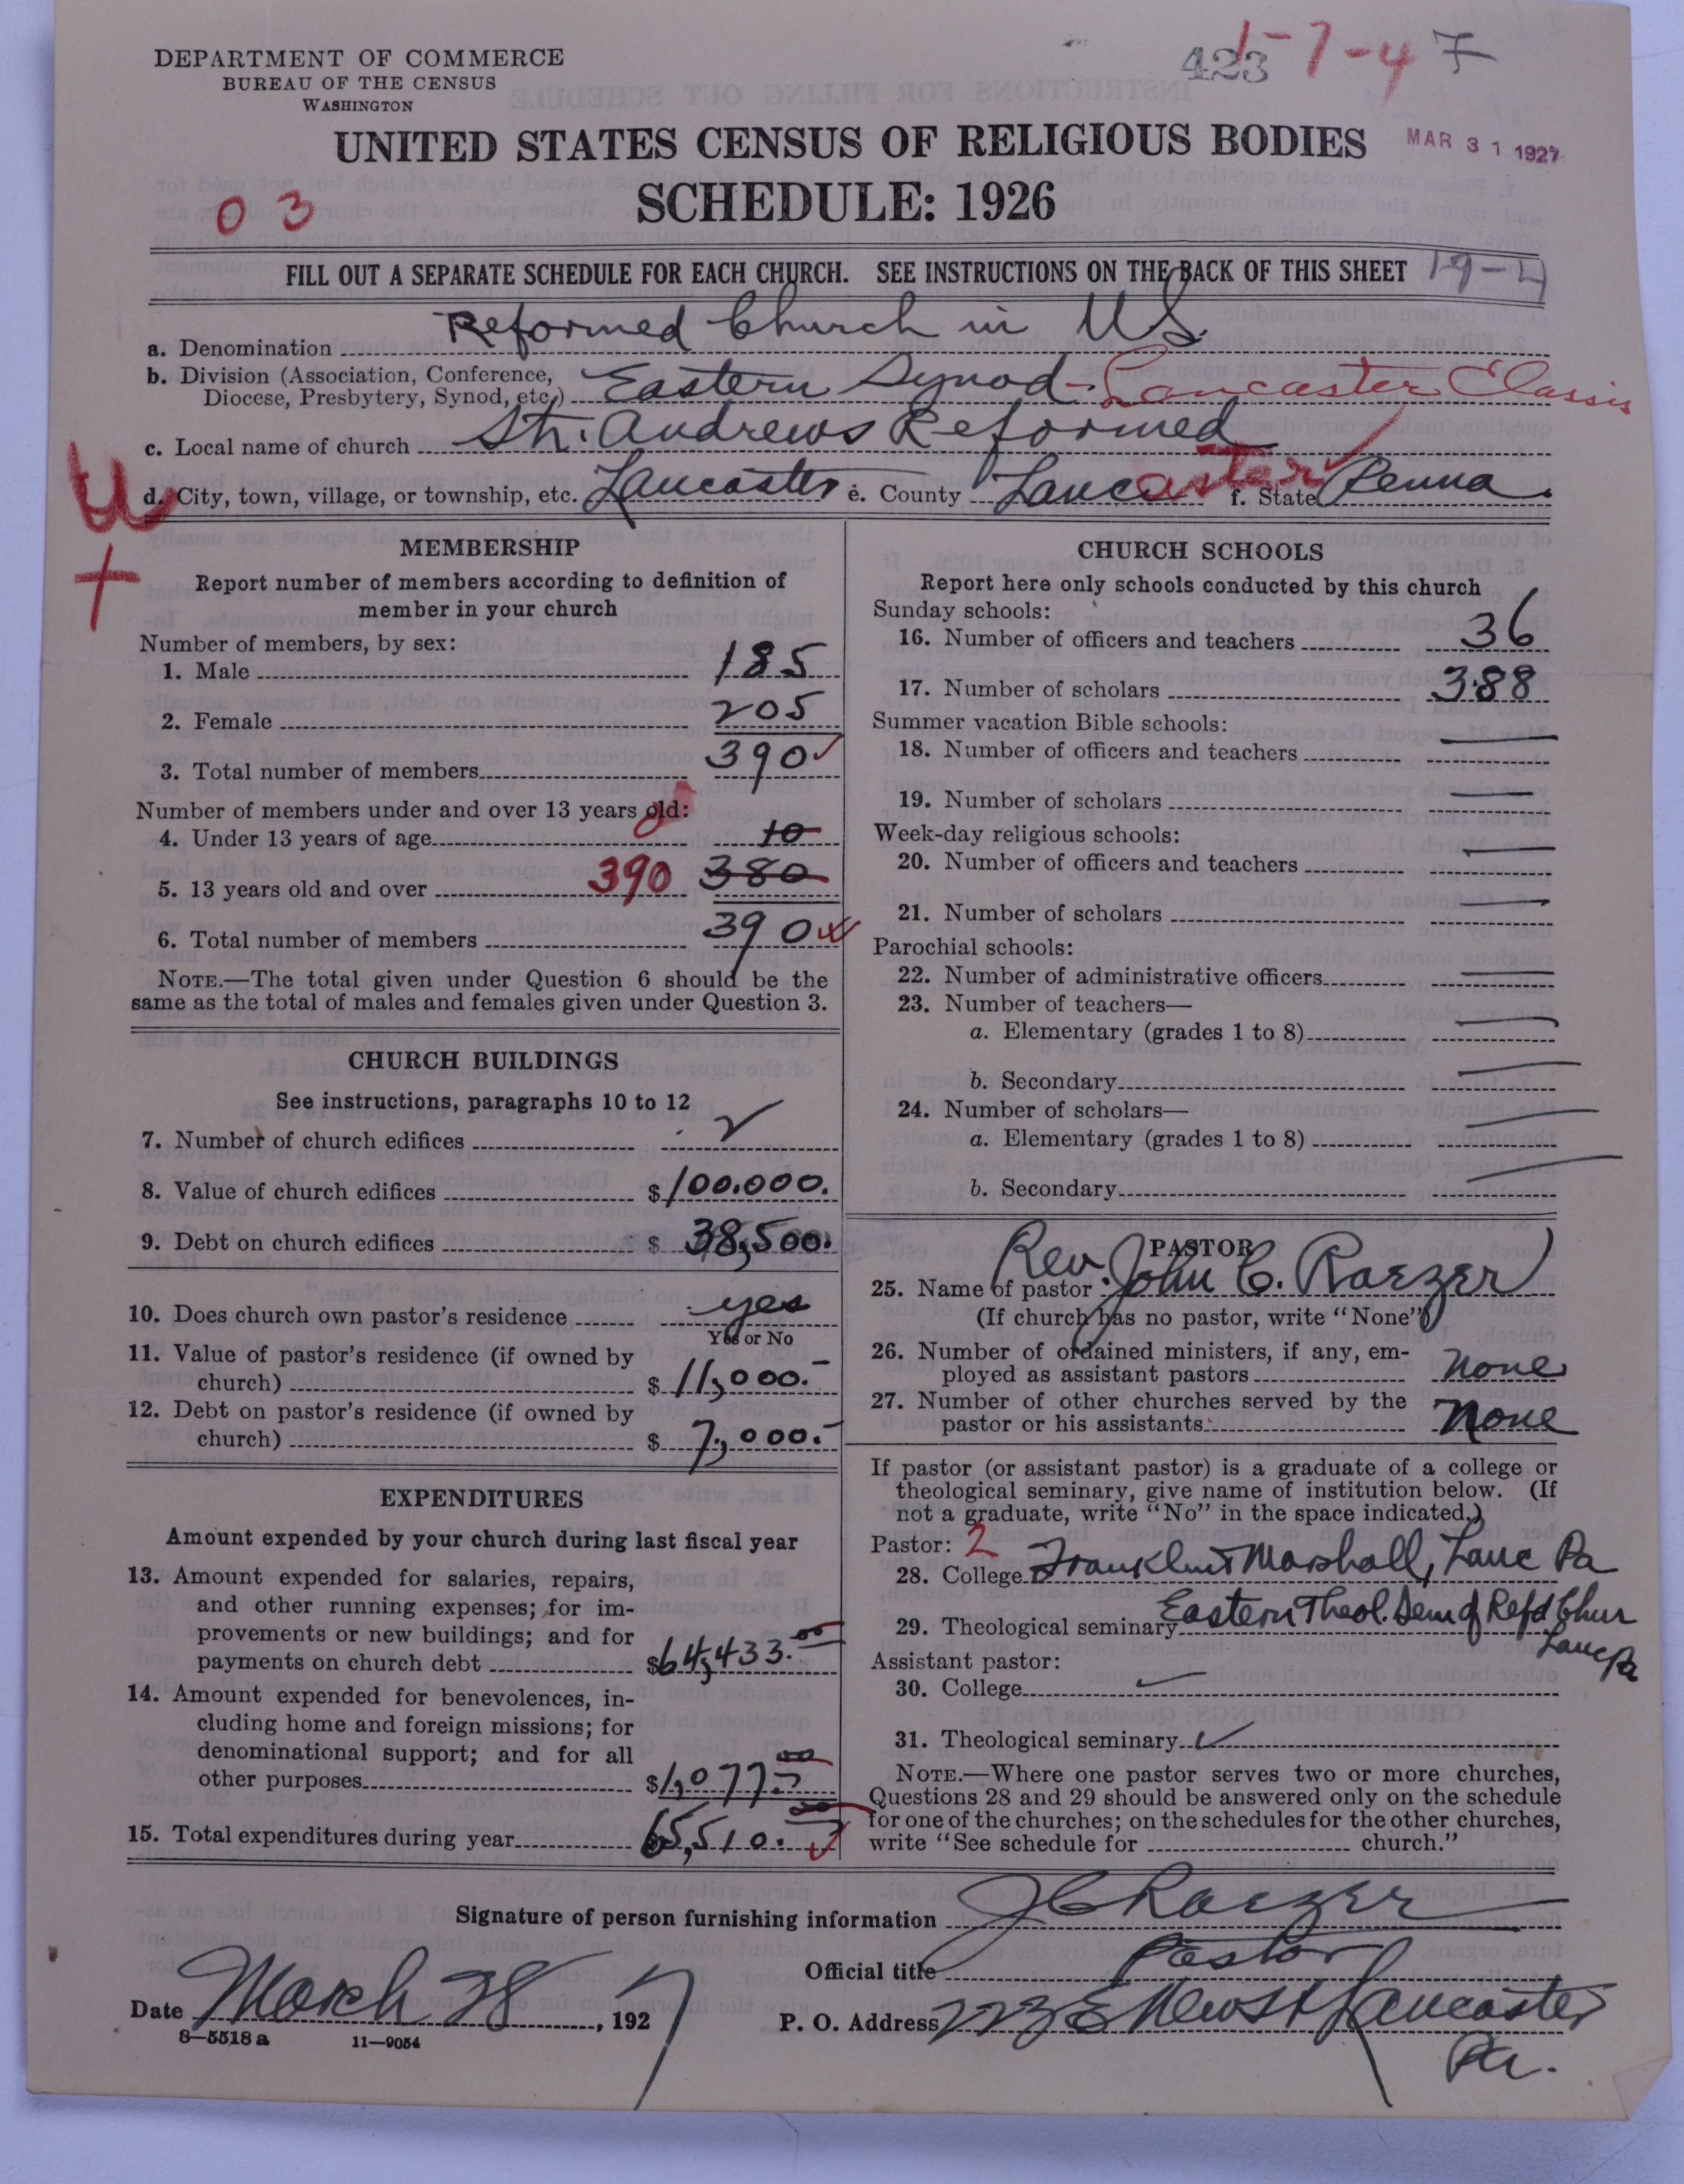 DEPARTMENT OF COMMERCE
BUREAU OF THE CENSUS
WASHINGTON
423
1-7-47
UNITED STATES CENSUS OF RELIGIOUS BODIES
MAR 31 1927
SCHEDULE: 1926
03
FILL OUT A SEPARATE SCHEDULE FOR EACH CHURCH. SEE INSTRUCTIONS ON THE BACK OF THIS SHEET
19-4
a. Denomination Reformed Church in U S.
b. Division (Association, Conference,
Diocese, Presbytery, Synod, etc.) Eastern Synod - Lancaster Classis
c. Local name of church St. Andrews Reformed
d. City, town, village, or township, etc. Lancaster e. County Lancaster f. State Penna.
MEMBERSHIP
Report number of members according to definition of
member in your church
Number of members, by sex:
1. Male 185
2. Female 205
3. Total number of members 390
Number of members under and over 13 years old:
4. Under 13 years of age 10
5. 13 years old and over 390 380
6. Total number of members 390
NOTE.—The total given under Question 6 should be the
same as the total of males and females given under Question 3.
CHURCH BUILDINGS
See instructions, paragraphs 10 to 12
7. Number of church edifices
8. Value of church edifices $100.000.
9. Debt on church edifices $ 38,500.
10. Does church own pastor's residence yes
Yes or No
11. Value of pastor's residence (if owned by
church) $11,000.-
12. Debt on pastor's residence (if owned by
church) $ 7,000.-
EXPENDITURES
Amount expended by your church during last fiscal year
13. Amount expended for salaries, repairs,
and other running expenses; for im-
provements or new buildings; and for
payments on church debt $64,433.00
14. Amount expended for benevolences, in-
cluding home and foreign missions; for
denominational support; and for all
other purposes $1,077.00
15. Total expenditures during year 65,510.00
CHURCH SCHOOLS
Report here only schools conducted by this church
Sunday schools:
16. Number of officers and teachers 36
17. Number of scholars 388
Summer vacation Bible schools:
18. Number of officers and teachers
19. Number of scholars
Week-day religious schools:
20. Number of officers and teachers
21. Number of scholars
Parochial schools:
22. Number of administrative officers
23. Number of teachers—
a. Elementary (grades 1 to 8)
b. Secondary
24. Number of scholars—
a. Elementary (grades 1 to 8)
b. Secondary
PASTOR
25. Name of pastor Rev. John C. Raezer
(If church has no pastor, write "None")
26. Number of ordained ministers, if any, em-
ployed as assistant pastors none
27. Number of other churches served by the
pastor or his assistants none
If pastor (or assistant pastor) is a graduate of a college or
theological seminary, give name of institution below. (If
not a graduate, write "No" in the space indicated.)
Pastor: 2
28. College Franklin & Marshall, Lanc Pa
29. Theological seminary Eastern Theol. Sem of Refd Chur
Lanc Pa
Assistant pastor:
30. College
31. Theological seminary
NOTE.—Where one pastor serves two or more churches,
Questions 28 and 29 should be answered only on the schedule
for one of the churches; on the schedules for the other churches,
write "See schedule for church."
Signature of person furnishing information J C Raezer
Official title Pastor
Date March 28, 1927
P. O. Address 223 E New St Lancaster
Pa.
8—5518a 11—9054